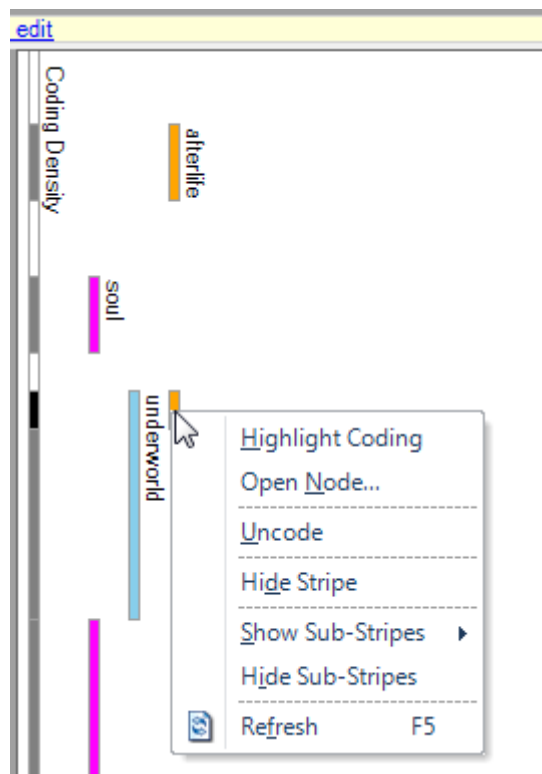 edit
Coding Density
afterlife
soul
underworld
Highlight Coding
Open Node...
Uncode
Hide Stripe
Show Sub-Stripes
Hide Sub-Stripes
Refresh F5